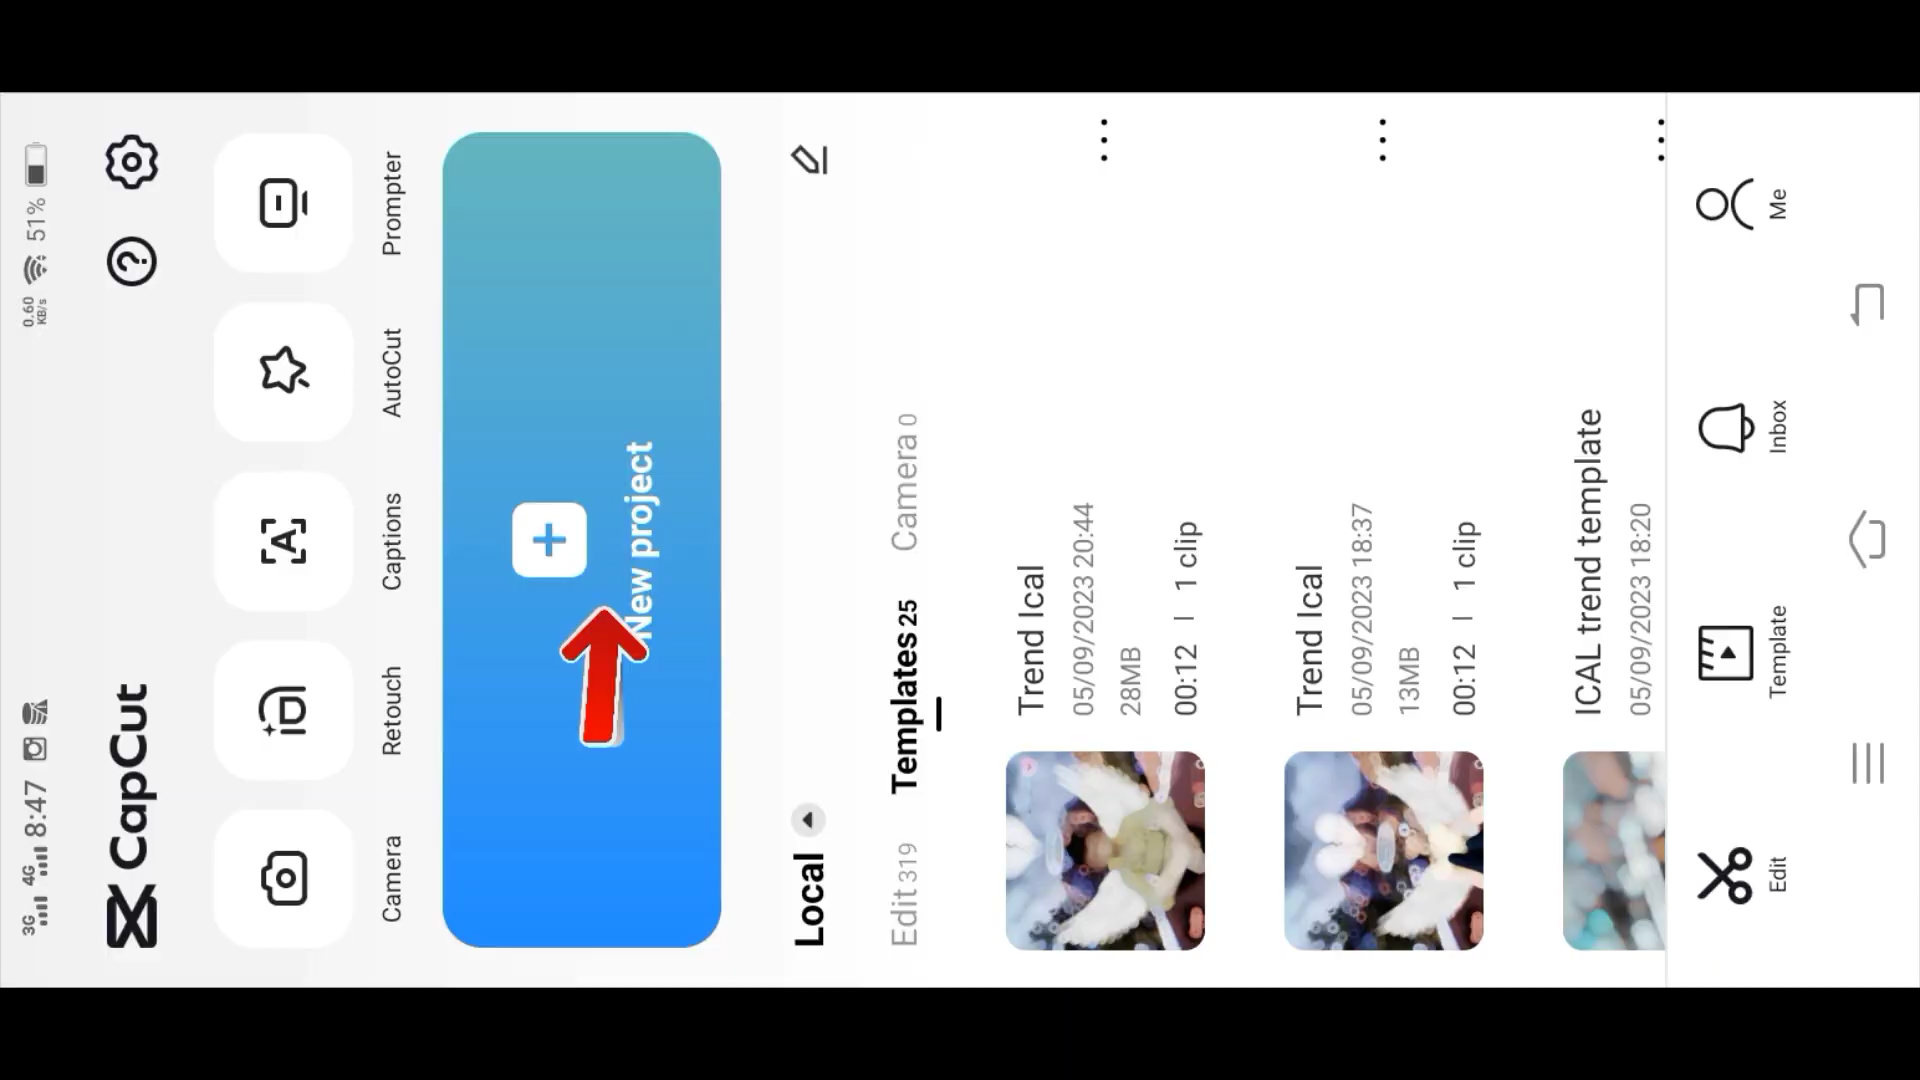 3G 4G 8:47 0.60 KB/s 51%
CapCut
Camera Retouch Captions AutoCut Prompter
New project
Local
Edit 319 Templates 25 Camera 0
Trend Ical
05/09/2023 20:44
28MB
00:12 | 1 clip
Trend Ical
05/09/2023 18:37
13MB
00:12 | 1 clip
ICAL trend template
05/09/2023 18:20
Edit Template Inbox Me